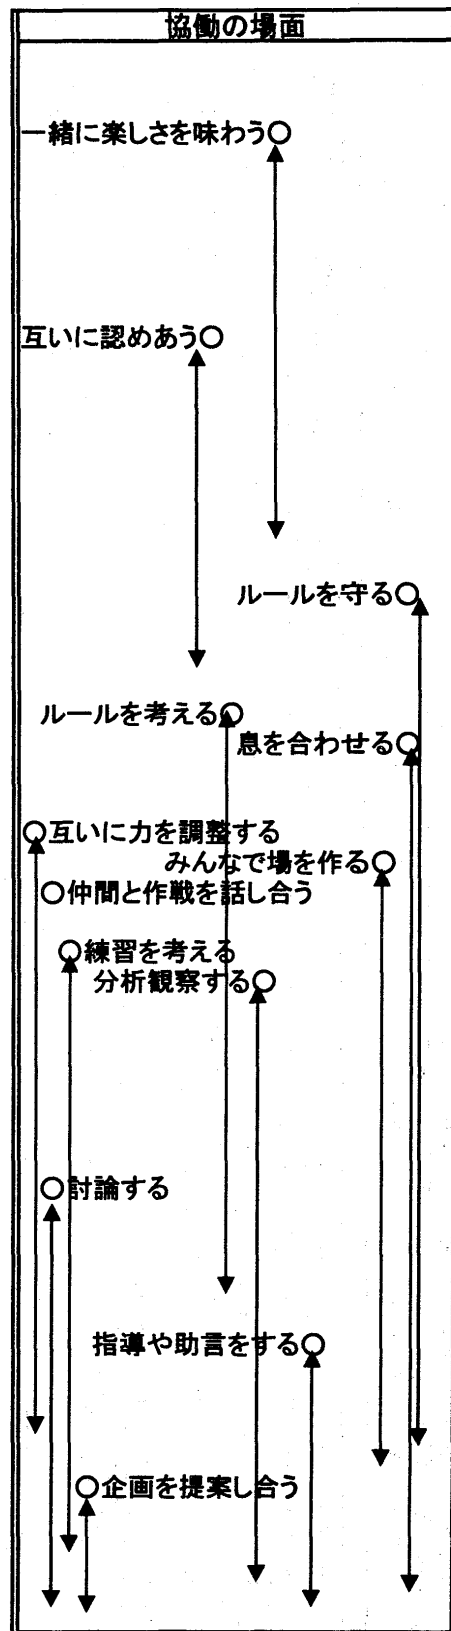 協働の場面
一緒に楽しさを味わう○
互いに認めあう○
ルールを守る○
ルールを考える○
息を合わせる○
○互いに力を調整する
みんなで場を作る○
○仲間と作戦を話し合う
○練習を考える
分析観察する○
○討論する
指導や助言をする○
○企画を提案し合う